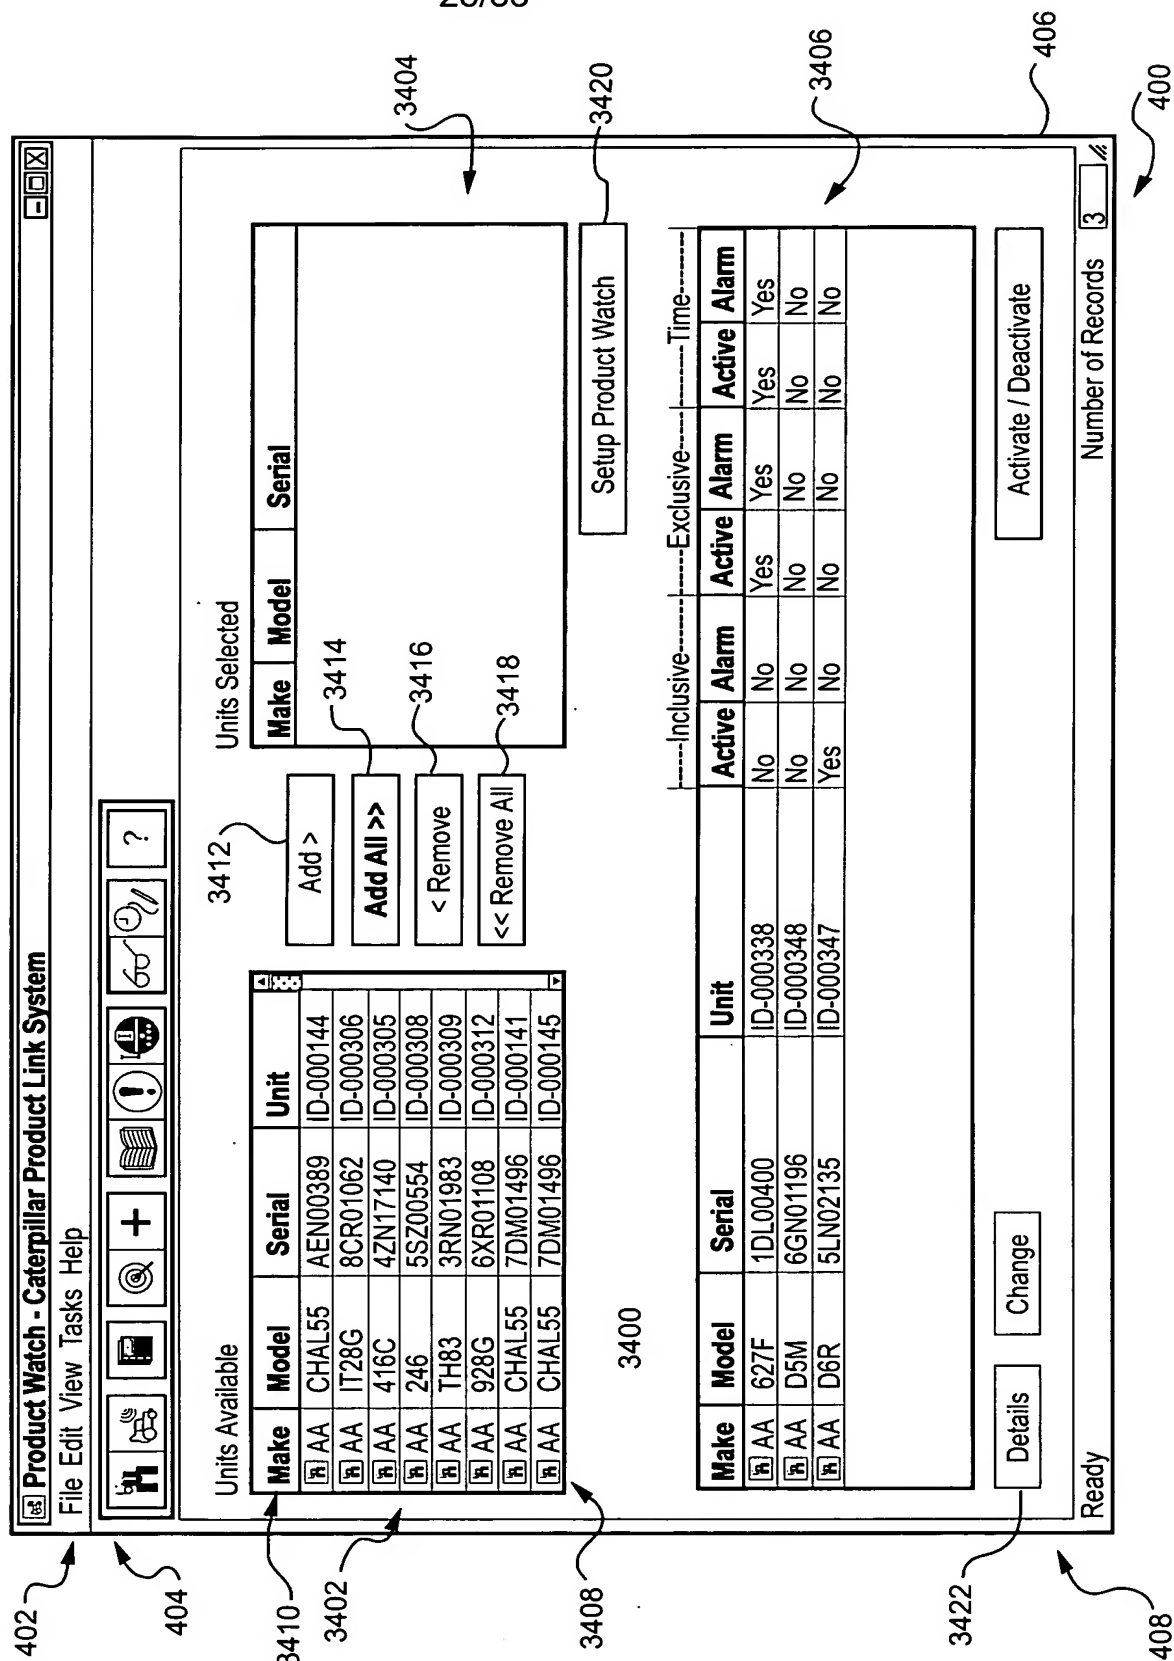 Product Watch - Caterpillar Product Link System
File Edit View Tasks Help
?
Units Available
Make Model Serial Unit
AA CHAL55 AEN00389 ID-000144
AA IT28G 8CR01062 ID-000306
AA 416C 4ZN17140 ID-000305
AA 246 5SZ00554 ID-000308
AA TH83 3RN01983 ID-000309
AA 928G 6XR01108 ID-000312
AA CHAL55 7DM01496 ID-000141
AA CHAL55 7DM01496 ID-000145
Add >
Add All >>
< Remove
<< Remove All
Units Selected
Make Model Serial
Setup Product Watch
------Inclusive------------Exclusive------------Time------
Make Model Serial Unit Active Alarm Active Alarm Active Alarm
AA 627F 1DL00400 ID-000338 No No Yes Yes Yes Yes
AA D5M 6GN01196 ID-000348 No No No No No No
AA D6R 5LN02135 ID-000347 Yes No No No No No
Details Change Activate / Deactivate
Ready Number of Records 3
402
404
3410
3402
3408
3422
408
3412
3414
3416
3418
3400
3404
3420
3406
406
400